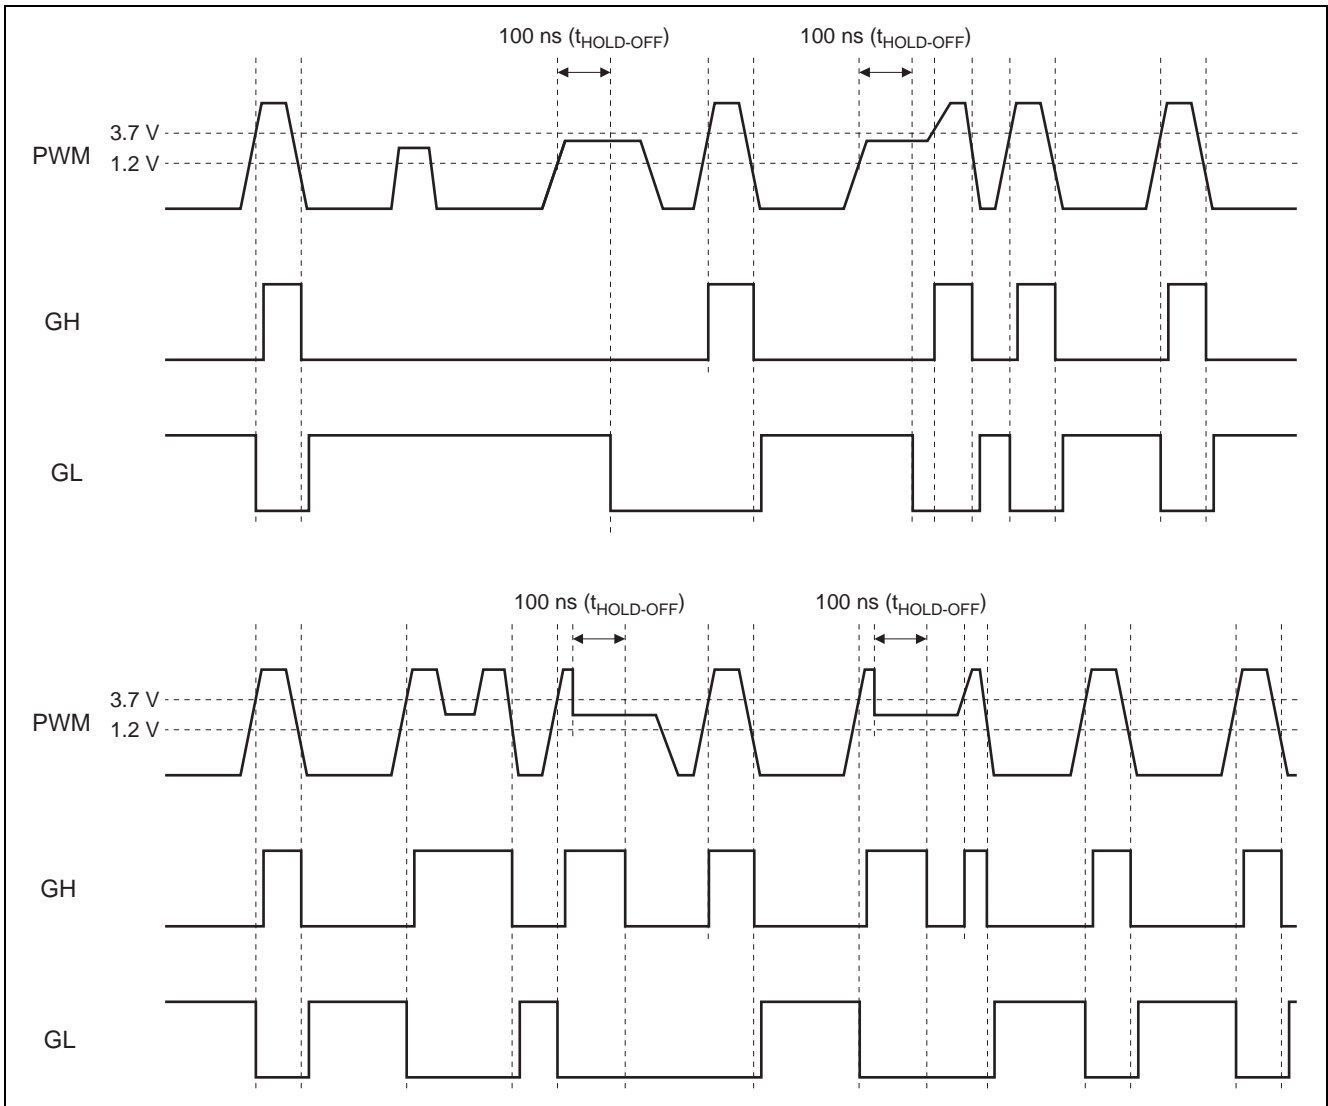 100 ns (tHOLD-OFF) 100 ns (tHOLD-OFF)
3.7 V
PWM
1.2 V
GH
GL
100 ns (tHOLD-OFF) 100 ns (tHOLD-OFF)
3.7 V
PWM
1.2 V
GH
GL